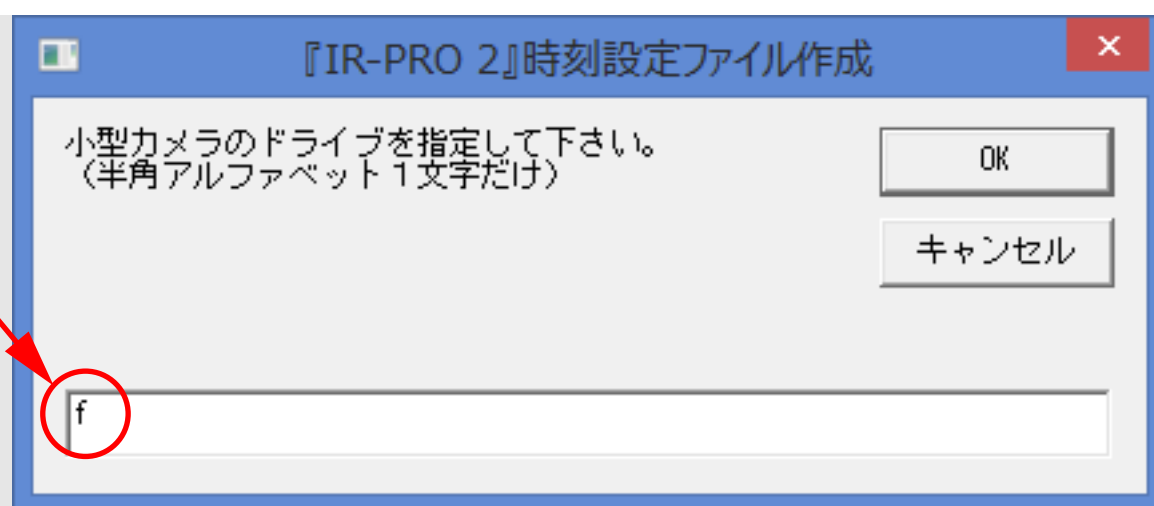 『IR-PRO 2』時刻設定ファイル作成
小型カメラのドライブを指定して下さい。
（半角アルファベット１文字だけ）
OK
キャンセル
f